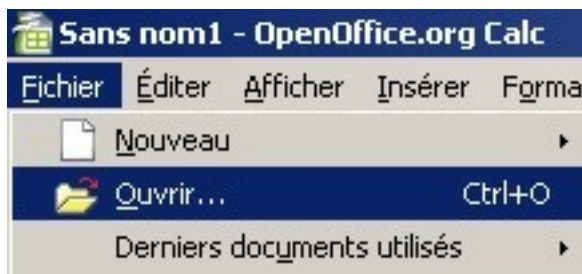 Sans nom1 - OpenOffice.org Calc
Fichier Éditer Afficher Insérer Forma
Nouveau
Ouvrir... Ctrl+O
Derniers documents utilisés